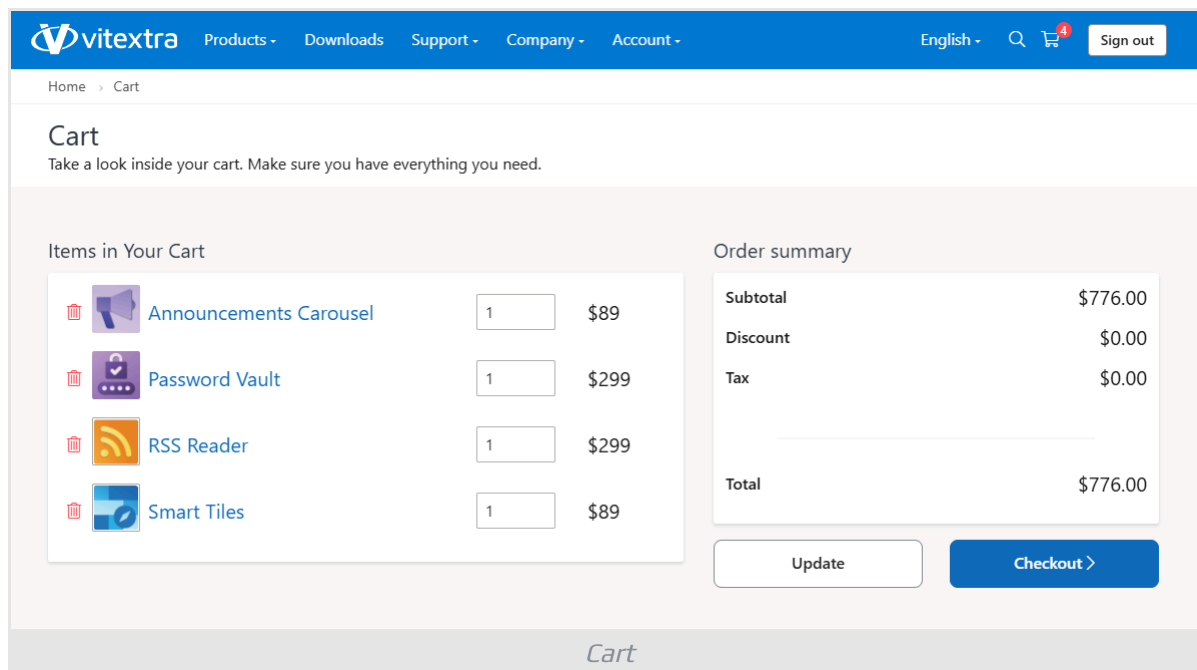 vitextra Products Downloads Support Company Account English 4 Sign out
Home > Cart
Cart
Take a look inside your cart. Make sure you have everything you need.
Items in Your Cart
Announcements Carousel 1 $89
Password Vault 1 $299
RSS Reader 1 $299
Smart Tiles 1 $89
Order summary
Subtotal $776.00
Discount $0.00
Tax $0.00
Total $776.00
Update Checkout >
Cart